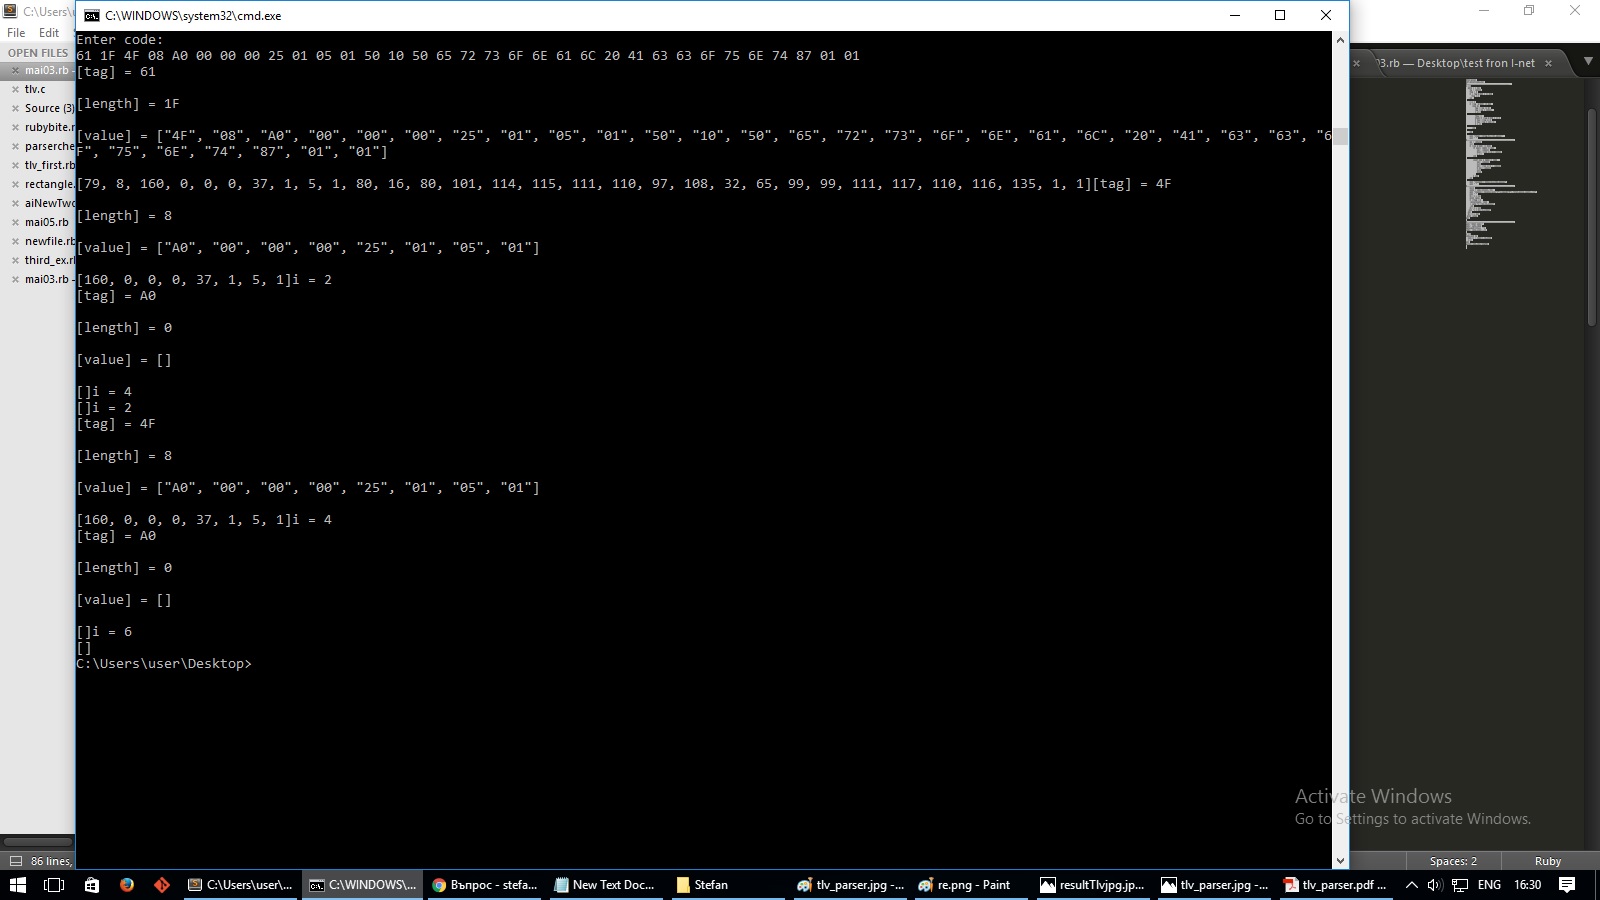 C:\Users\u
C:\WINDOWS\system32\cmd.exe
File Edit
OPEN FILES
mai03.rb -
tlv.c
Source (3)
rubybite.r
parserche
tlv_first.rb
rectangle.
aiNewTwo
mai05.rb
newfile.rb
third_ex.rl
mai03.rb -
3.rb — Desktop\test fron I-net
Enter code:
61 1F 4F 08 A0 00 00 00 25 01 05 01 50 10 50 65 72 73 6F 6E 61 6C 20 41 63 63 6F 75 6E 74 87 01 01
[tag] = 61
[length] = 1F
[value] = ["4F", "08", "A0", "00", "00", "00", "25", "01", "05", "01", "50", "10", "50", "65", "72", "73", "6F", "6E", "61", "6C", "20", "41", "63", "63", "6
F", "75", "6E", "74", "87", "01", "01"]
[79, 8, 160, 0, 0, 0, 37, 1, 5, 1, 80, 16, 80, 101, 114, 115, 111, 110, 97, 108, 32, 65, 99, 99, 111, 117, 110, 116, 135, 1, 1][tag] = 4F
[length] = 8
[value] = ["A0", "00", "00", "00", "25", "01", "05", "01"]
[160, 0, 0, 0, 37, 1, 5, 1]i = 2
[tag] = A0
[length] = 0
[value] = []
[]i = 4
[]i = 2
[tag] = 4F
[length] = 8
[value] = ["A0", "00", "00", "00", "25", "01", "05", "01"]
[160, 0, 0, 0, 37, 1, 5, 1]i = 4
[tag] = A0
[length] = 0
[value] = []
[]i = 6
[]
C:\Users\user\Desktop>
Activate Windows
Go to Settings to activate Windows.
86 lines,
Spaces: 2
Ruby
C:\Users\user\...
C:\WINDOWS\...
Въпрос - stefa...
New Text Doc...
Stefan
tlv_parser.jpg -...
re.png - Paint
resultTlvjpg.jp...
tlv_parser.jpg -...
tlv_parser.pdf ...
ENG
16:30